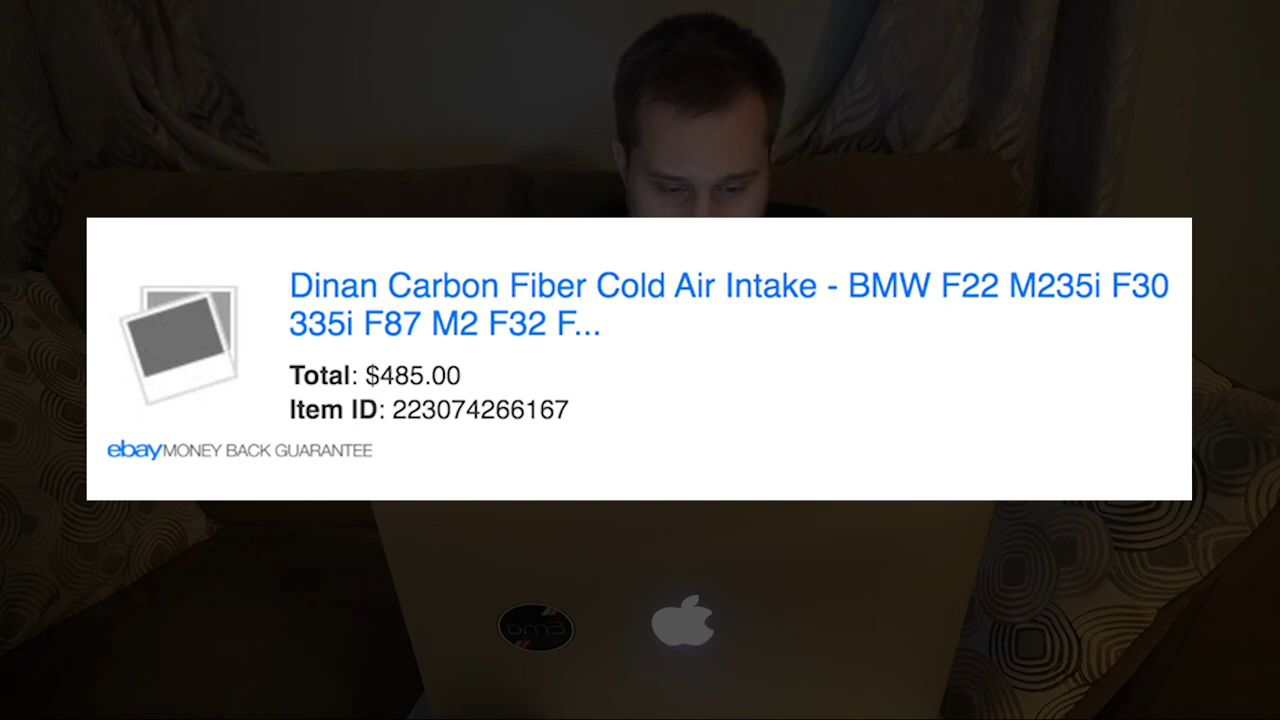 Dinan Carbon Fiber Cold Air Intake - BMW F22 M235i F30
335i F87 M2 F32 F...
Total: $485.00
Item ID: 223074266167
ebay MONEY BACK GUARANTEE
bm3